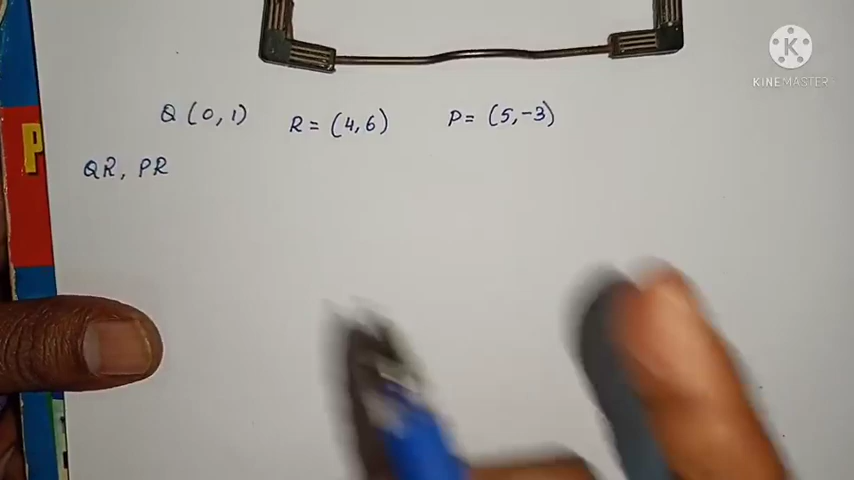 Q (0, 1) R = (4, 6) P = (5, -3)
QR, PR
KINEMASTER